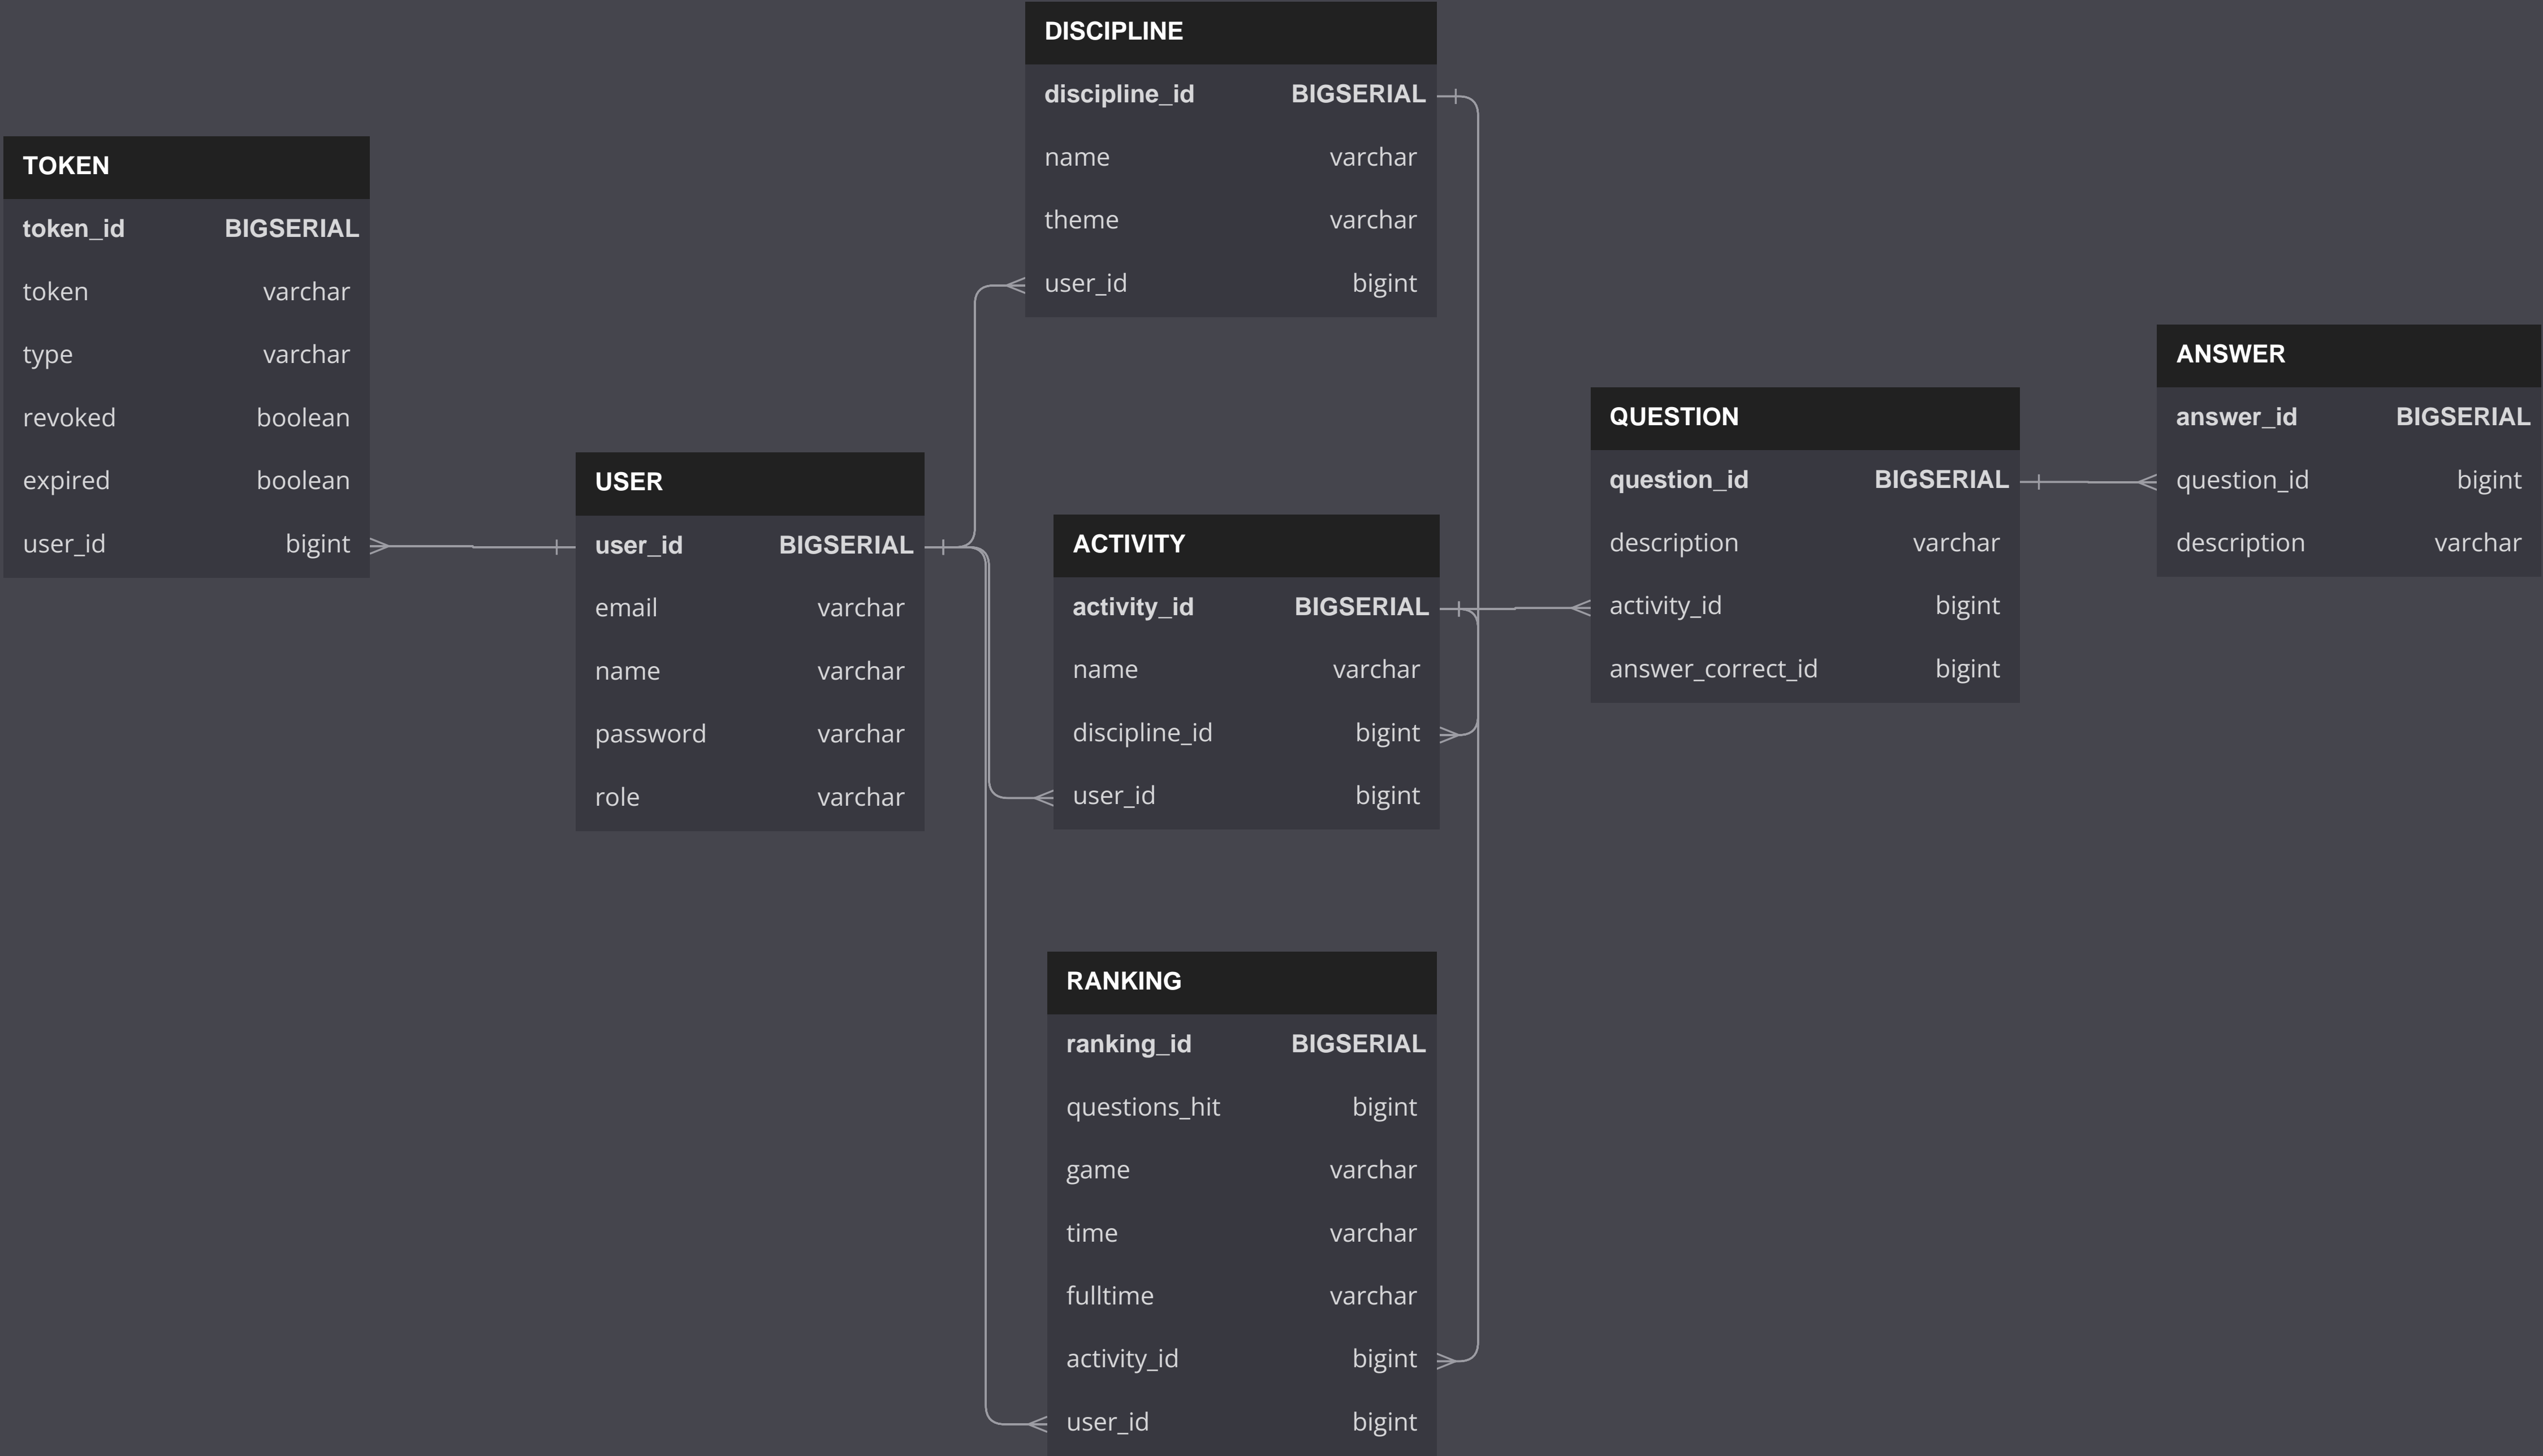 DISCIPLINE
discipline_id BIGSERIAL
name varchar
theme varchar
user_id bigint
TOKEN
token_id BIGSERIAL
token varchar
type varchar
revoked boolean
expired boolean
user_id bigint
USER
user_id BIGSERIAL
email varchar
name varchar
password varchar
role varchar
ACTIVITY
activity_id BIGSERIAL
name varchar
discipline_id bigint
user_id bigint
QUESTION
question_id BIGSERIAL
description varchar
activity_id bigint
answer_correct_id bigint
ANSWER
answer_id BIGSERIAL
question_id bigint
description varchar
RANKING
ranking_id BIGSERIAL
questions_hit bigint
game varchar
time varchar
fulltime varchar
activity_id bigint
user_id bigint